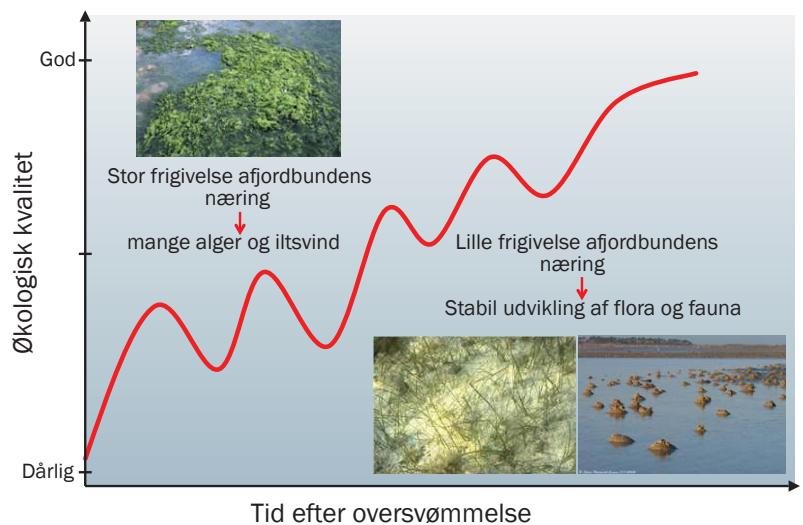 God
Økologisk kvalitet
Dårlig
Stor frigivelse afjordbundens
næring
mange alger og iltsvind
Lille frigivelse afjordbundens
næring
Stabil udvikling af flora og fauna
Tid efter oversvømmelse